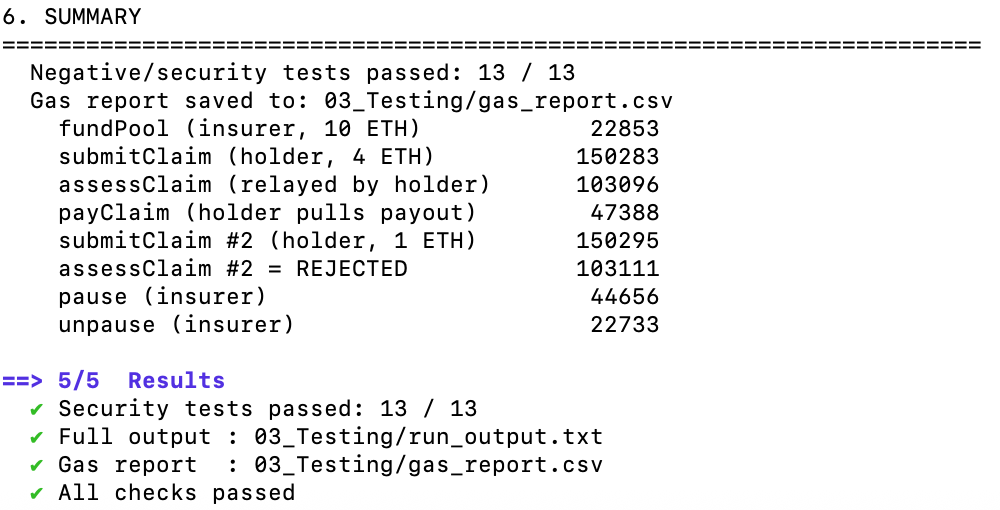 6. SUMMARY
======================================================================
Negative/security tests passed: 13 / 13
Gas report saved to: 03_Testing/gas_report.csv
fundPool (insurer, 10 ETH) 22853
submitClaim (holder, 4 ETH) 150283
assessClaim (relayed by holder) 103096
payClaim (holder pulls payout) 47388
submitClaim #2 (holder, 1 ETH) 150295
assessClaim #2 = REJECTED 103111
pause (insurer) 44656
unpause (insurer) 22733
==> 5/5 Results
✔ Security tests passed: 13 / 13
✔ Full output : 03_Testing/run_output.txt
✔ Gas report : 03_Testing/gas_report.csv
✔ All checks passed